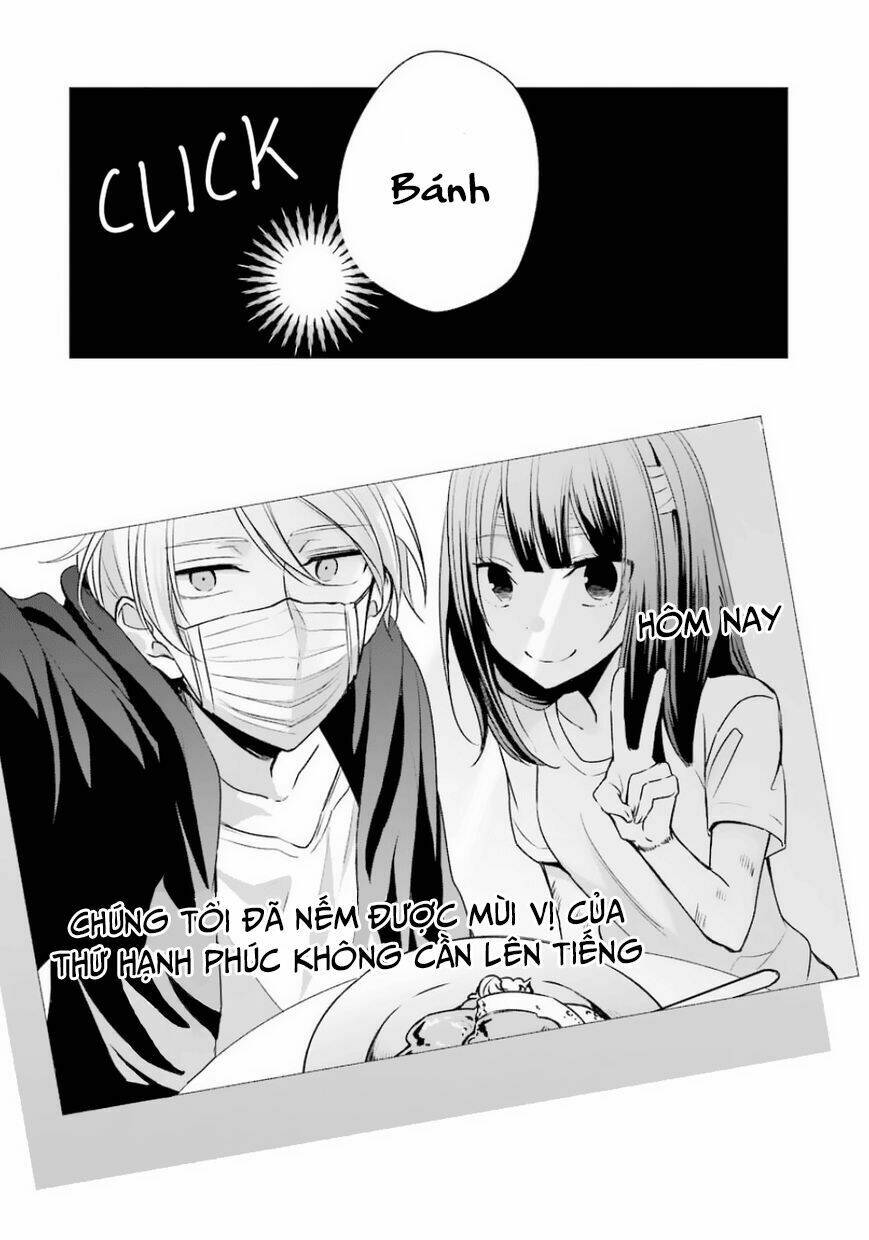 CLICK
Bánh
HÔM NAY
CHÚNG TÔI ĐÃ NẾM ĐƯỢC MÙI VỊ CỦA
THỨ HẠNH PHÚC KHÔNG CẦN LÊN TIẾNG